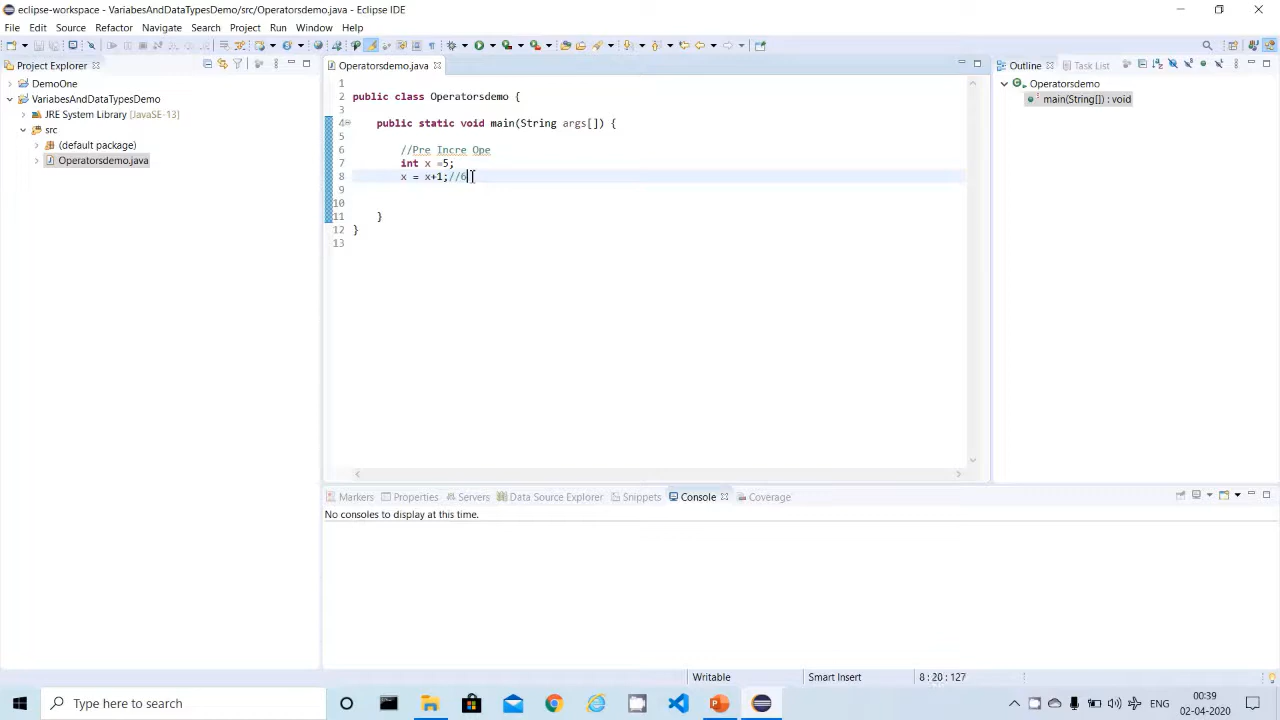 eclipse-workspace - VariabesAndDataTypesDemo/src/Operatorsdemo.java - Eclipse IDE
File Edit Source Refactor Navigate Search Project Run Window Help
Project Explorer
DemoOne
VariabesAndDataTypesDemo
JRE System Library [JavaSE-13]
src
(default package)
Operatorsdemo.java
Operatorsdemo.java
1
2 public class Operatorsdemo {
3
4 public static void main(String args[]) {
5
6 //Pre Incre Ope
7 int x =5;
8 x = x+1;//6
9
10
11 }
12 }
13
Outline Task List
Operatorsdemo
main(String[]) : void
Markers Properties Servers Data Source Explorer Snippets Console Coverage
No consoles to display at this time.
Writable Smart Insert 8 : 20 : 127
Type here to search
ENG
00:39
02-04-2020